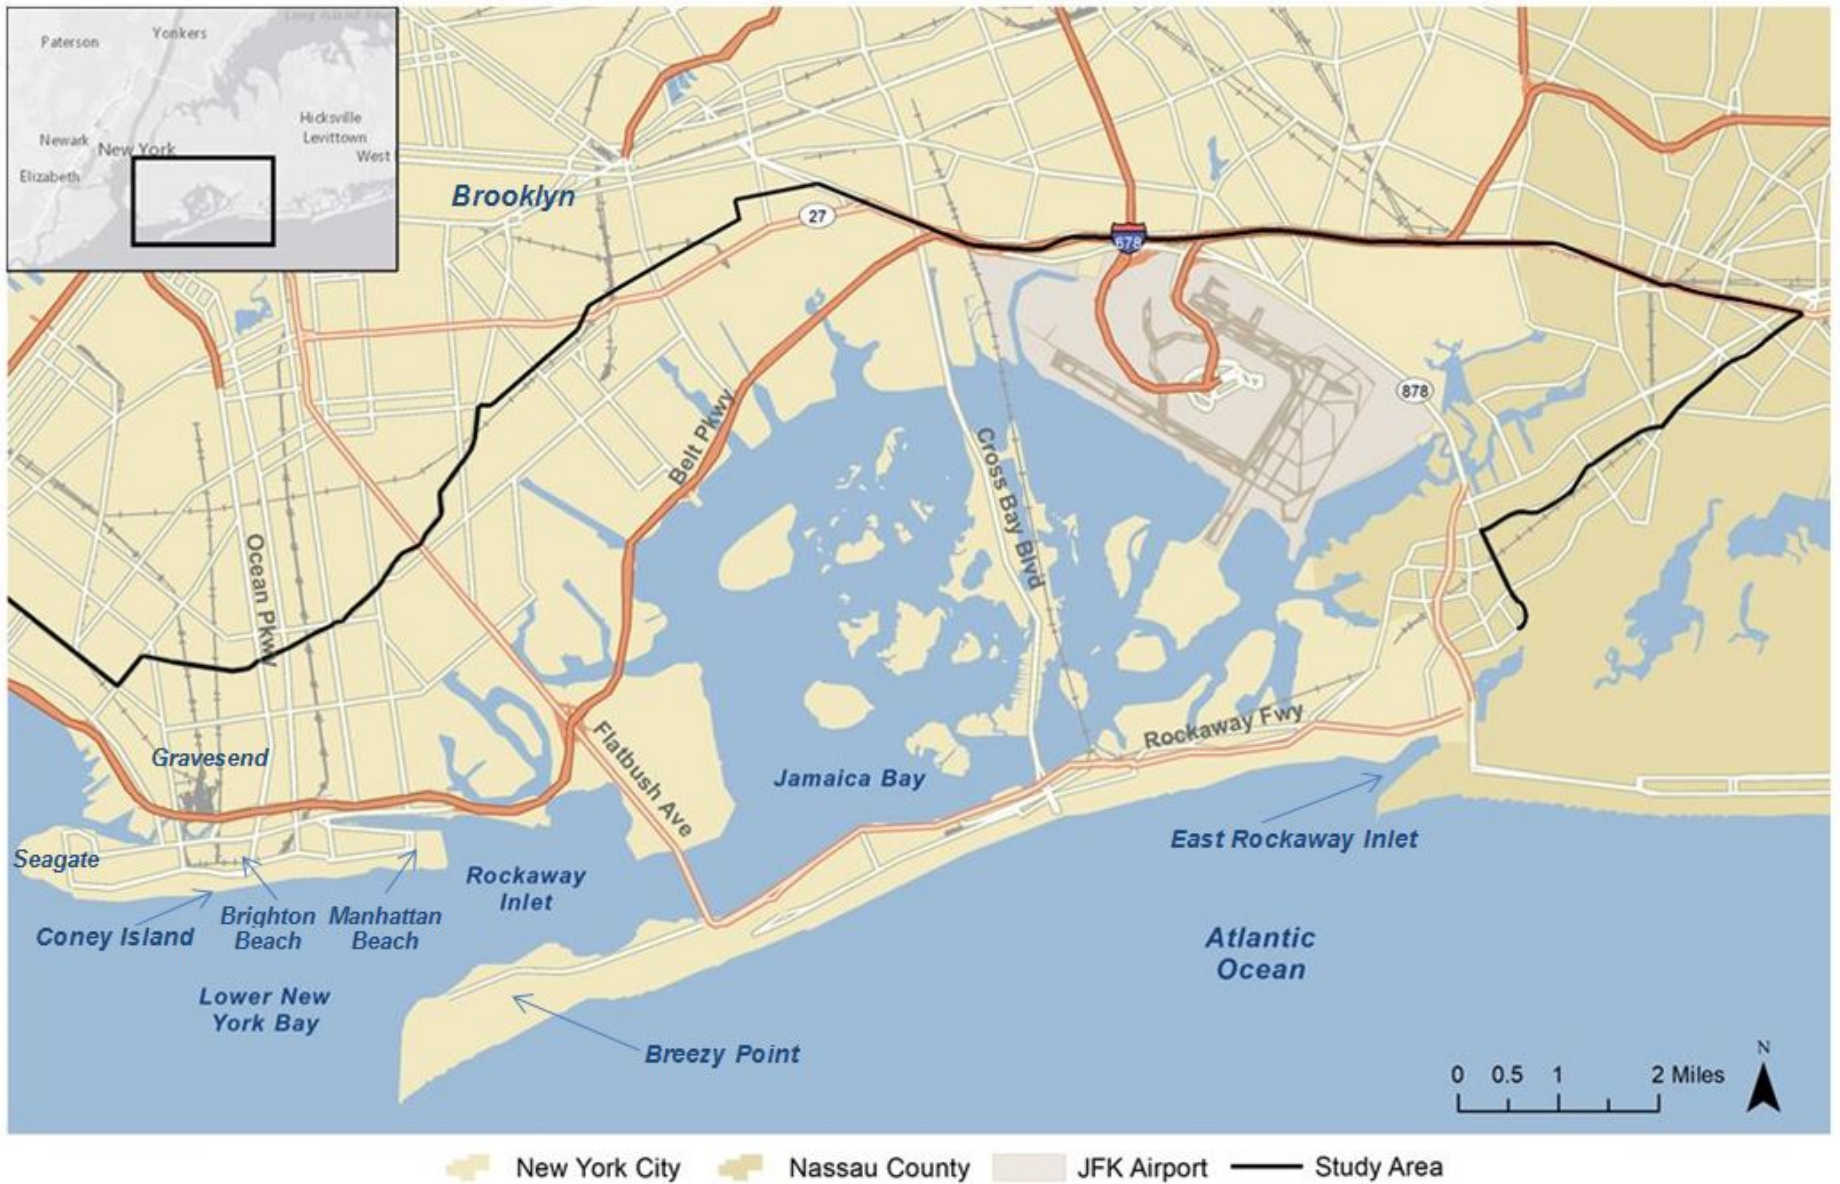 Long Island Sound
Paterson
Yonkers
Hicksville
Levittown
Newark
New York
West
Elizabeth
Brooklyn
27
678
878
Belt Pkwy
Cross Bay Blvd
Ocean Pkwy
Gravesend
Flatbush Ave
Jamaica Bay
Rockaway Fwy
East Rockaway Inlet
Seagate
Rockaway
Inlet
Coney Island
Brighton
Beach
Manhattan
Beach
Atlantic
Ocean
Lower New
York Bay
Breezy Point
N
0 0.5 1 2 Miles
New York City
Nassau County
JFK Airport
Study Area